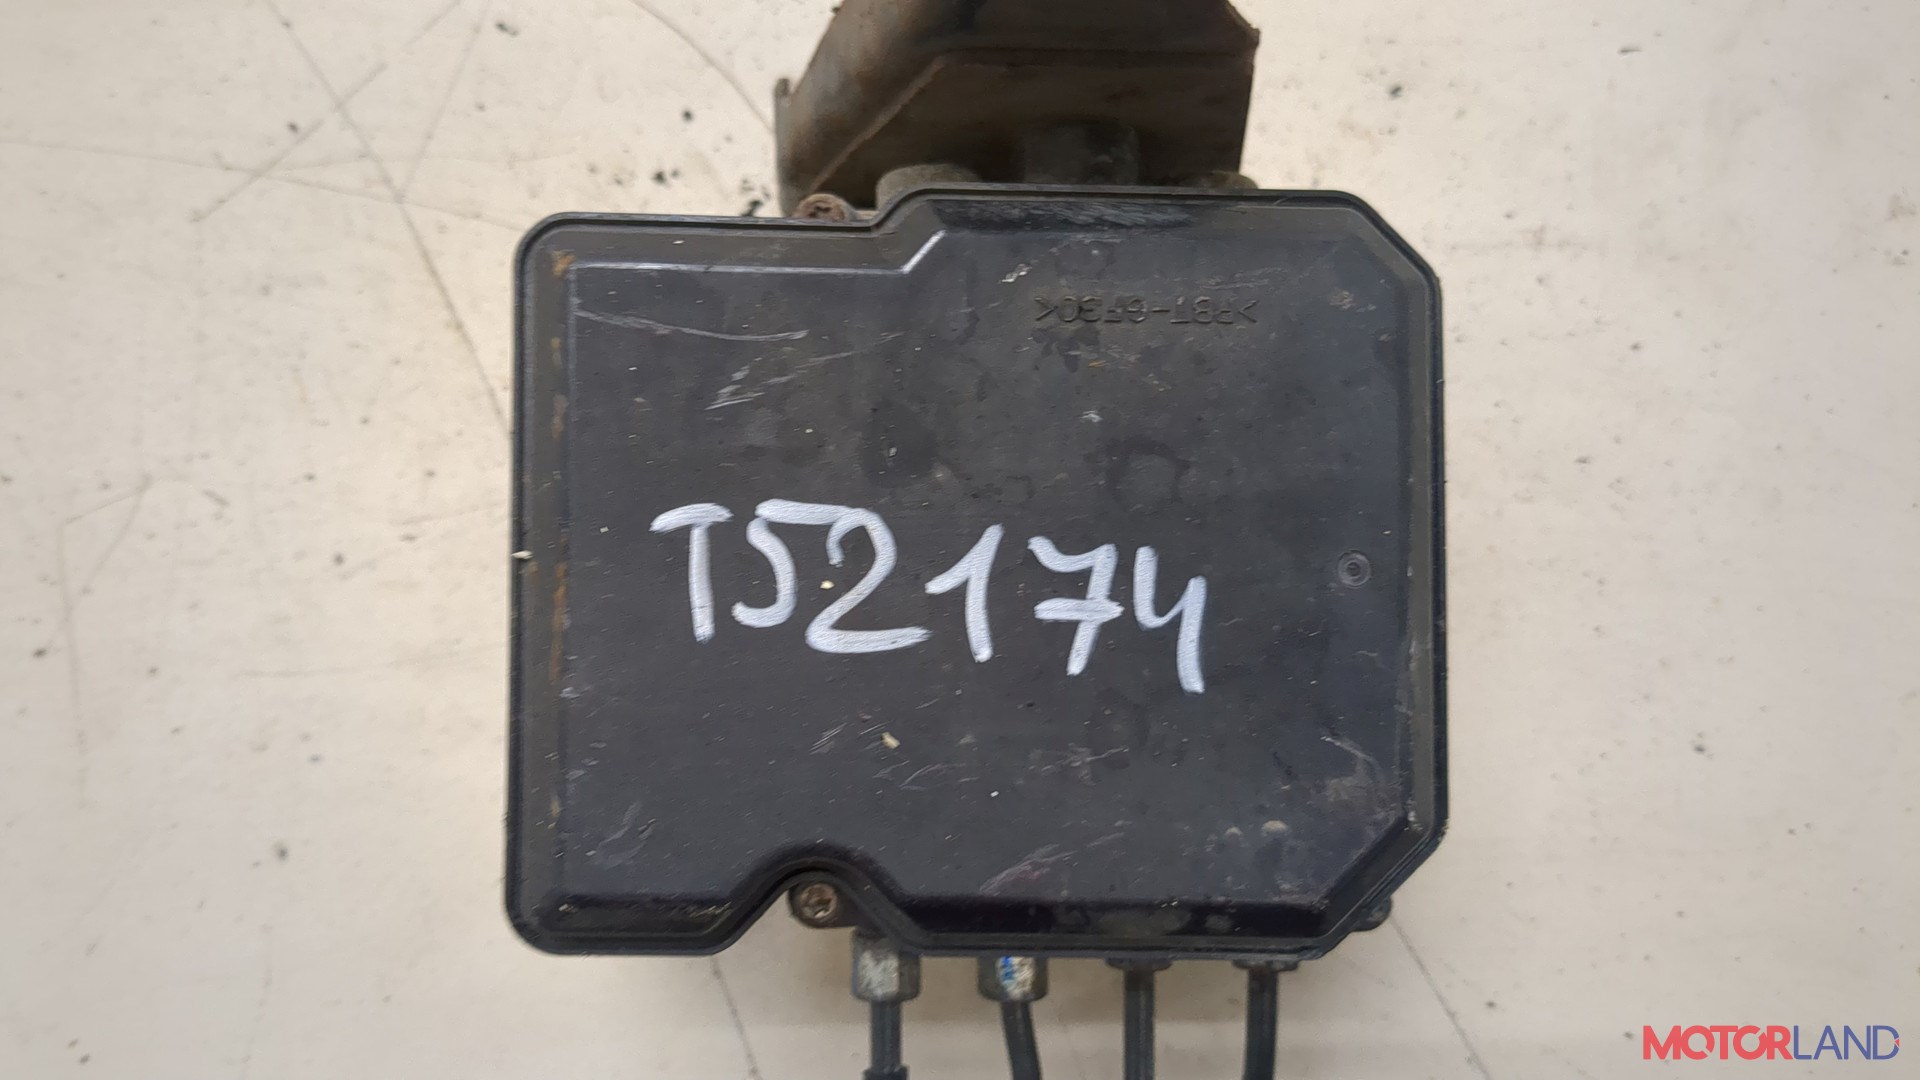 >PBT-GF30<
T52174
MOTORLAND